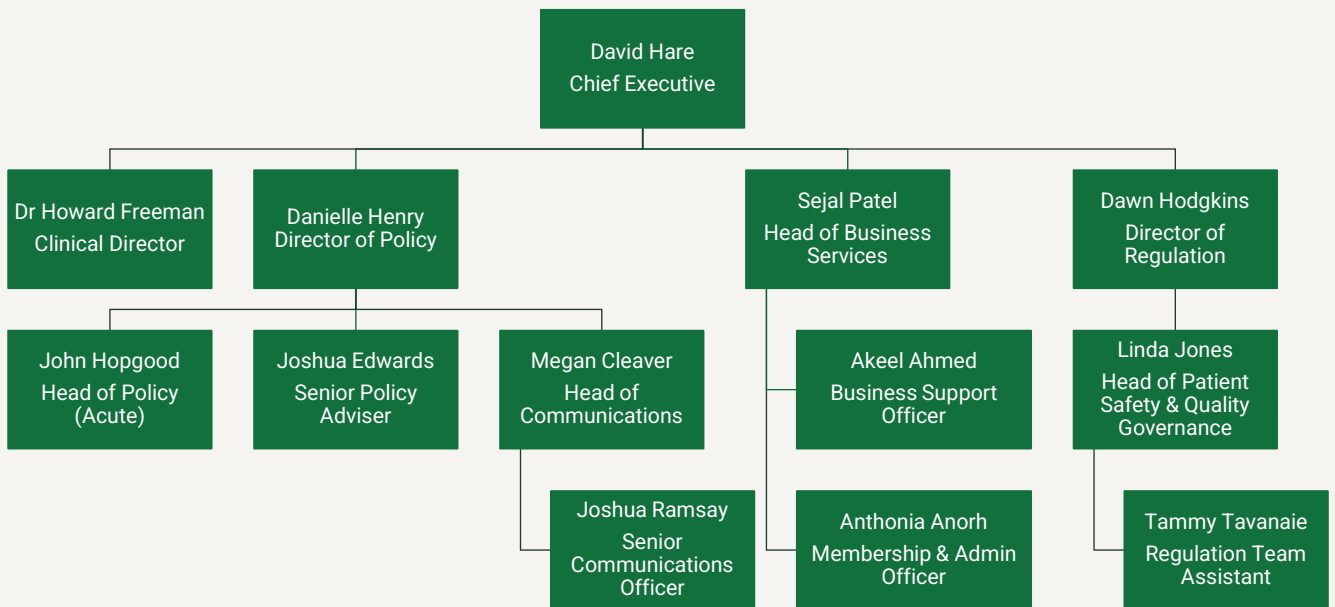 David Hare
Chief Executive
Dr Howard Freeman
Clinical Director
Danielle Henry
Director of Policy
Sejal Patel
Head of Business
Services
Dawn Hodgkins
Director of
Regulation
John Hopgood
Head of Policy
(Acute)
Joshua Edwards
Senior Policy
Adviser
Megan Cleaver
Head of
Communications
Akeel Ahmed
Business Support
Officer
Linda Jones
Head of Patient
Safety & Quality
Governance
Joshua Ramsay
Senior
Communications
Officer
Anthonia Anorh
Membership & Admin
Officer
Tammy Tavanaie
Regulation Team
Assistant